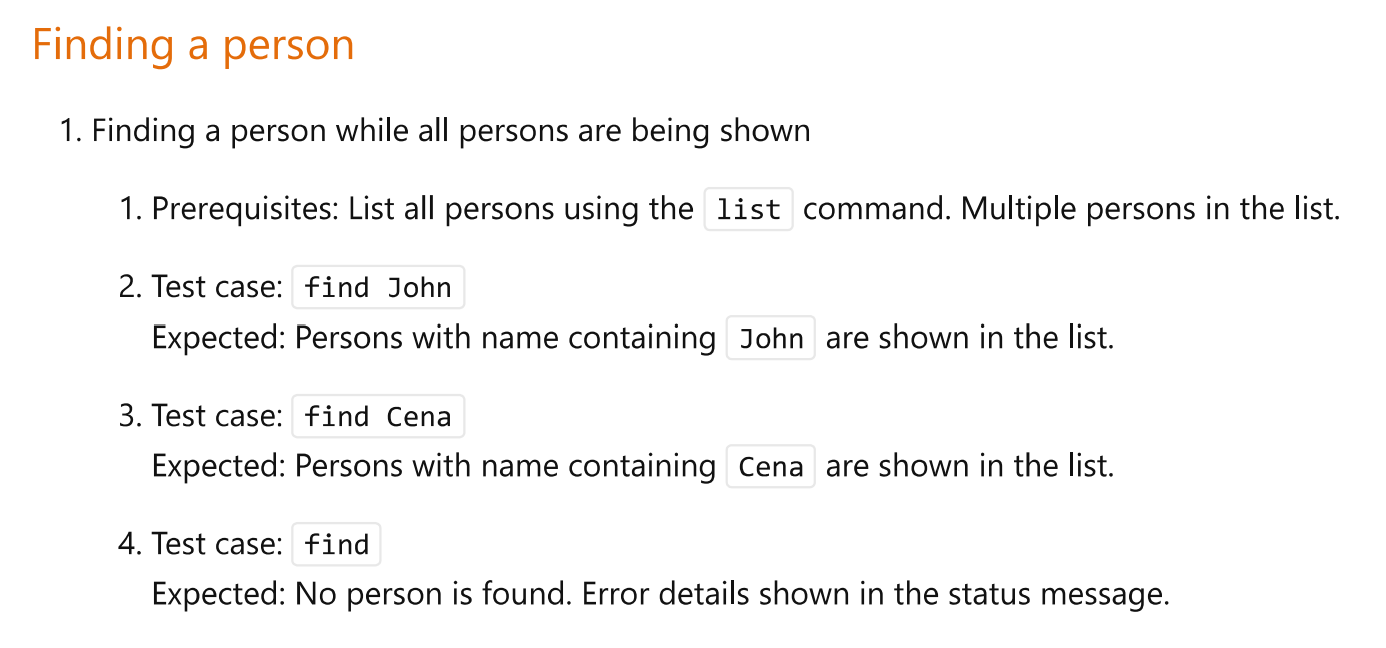 Finding a person
1. Finding a person while all persons are being shown
1. Prerequisites: List all persons using the list command. Multiple persons in the list.
2. Test case: find John
Expected: Persons with name containing John are shown in the list.
3. Test case: find Cena
Expected: Persons with name containing Cena are shown in the list.
4. Test case: find
Expected: No person is found. Error details shown in the status message.